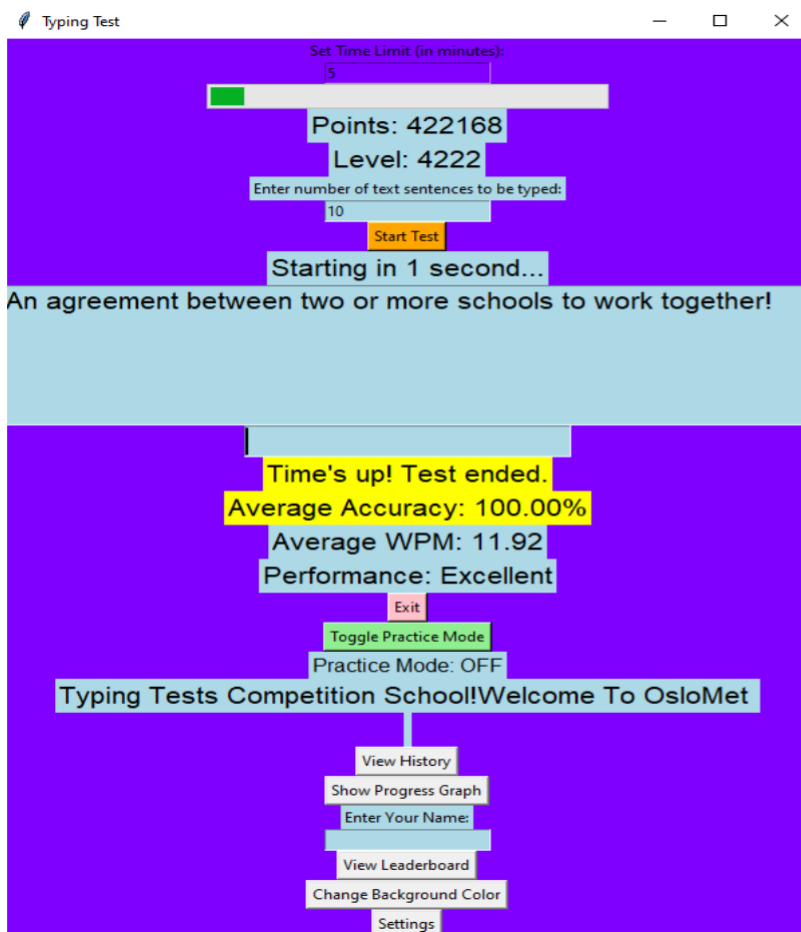 Typing Test
Set Time Limit (in minutes):
5
Points: 422168
Level: 4222
Enter number of text sentences to be typed:
10
Start Test
Starting in 1 second...
An agreement between two or more schools to work together!
Time's up! Test ended.
Average Accuracy: 100.00%
Average WPM: 11.92
Performance: Excellent
Exit
Toggle Practice Mode
Practice Mode: OFF
Typing Tests Competition School!Welcome To OsloMet
View History
Show Progress Graph
Enter Your Name:
View Leaderboard
Change Background Color
Settings